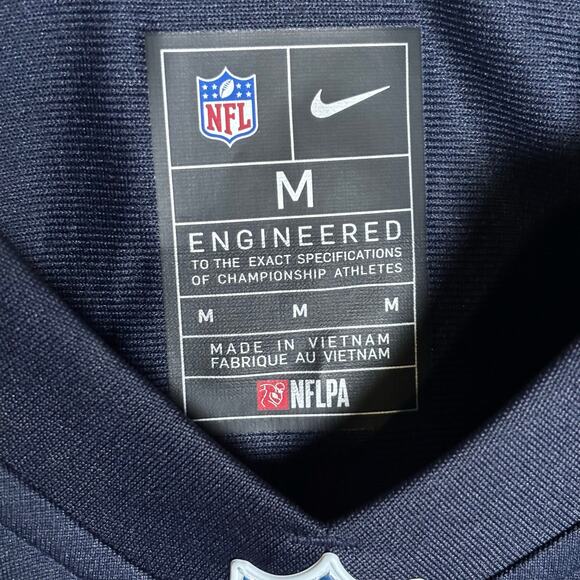 NFL
M
ENGINEERED
TO THE EXACT SPECIFICATIONS
OF CHAMPIONSHIP ATHLETES
M M M
MADE IN VIETNAM
FABRIQUE AU VIETNAM
NFLPA